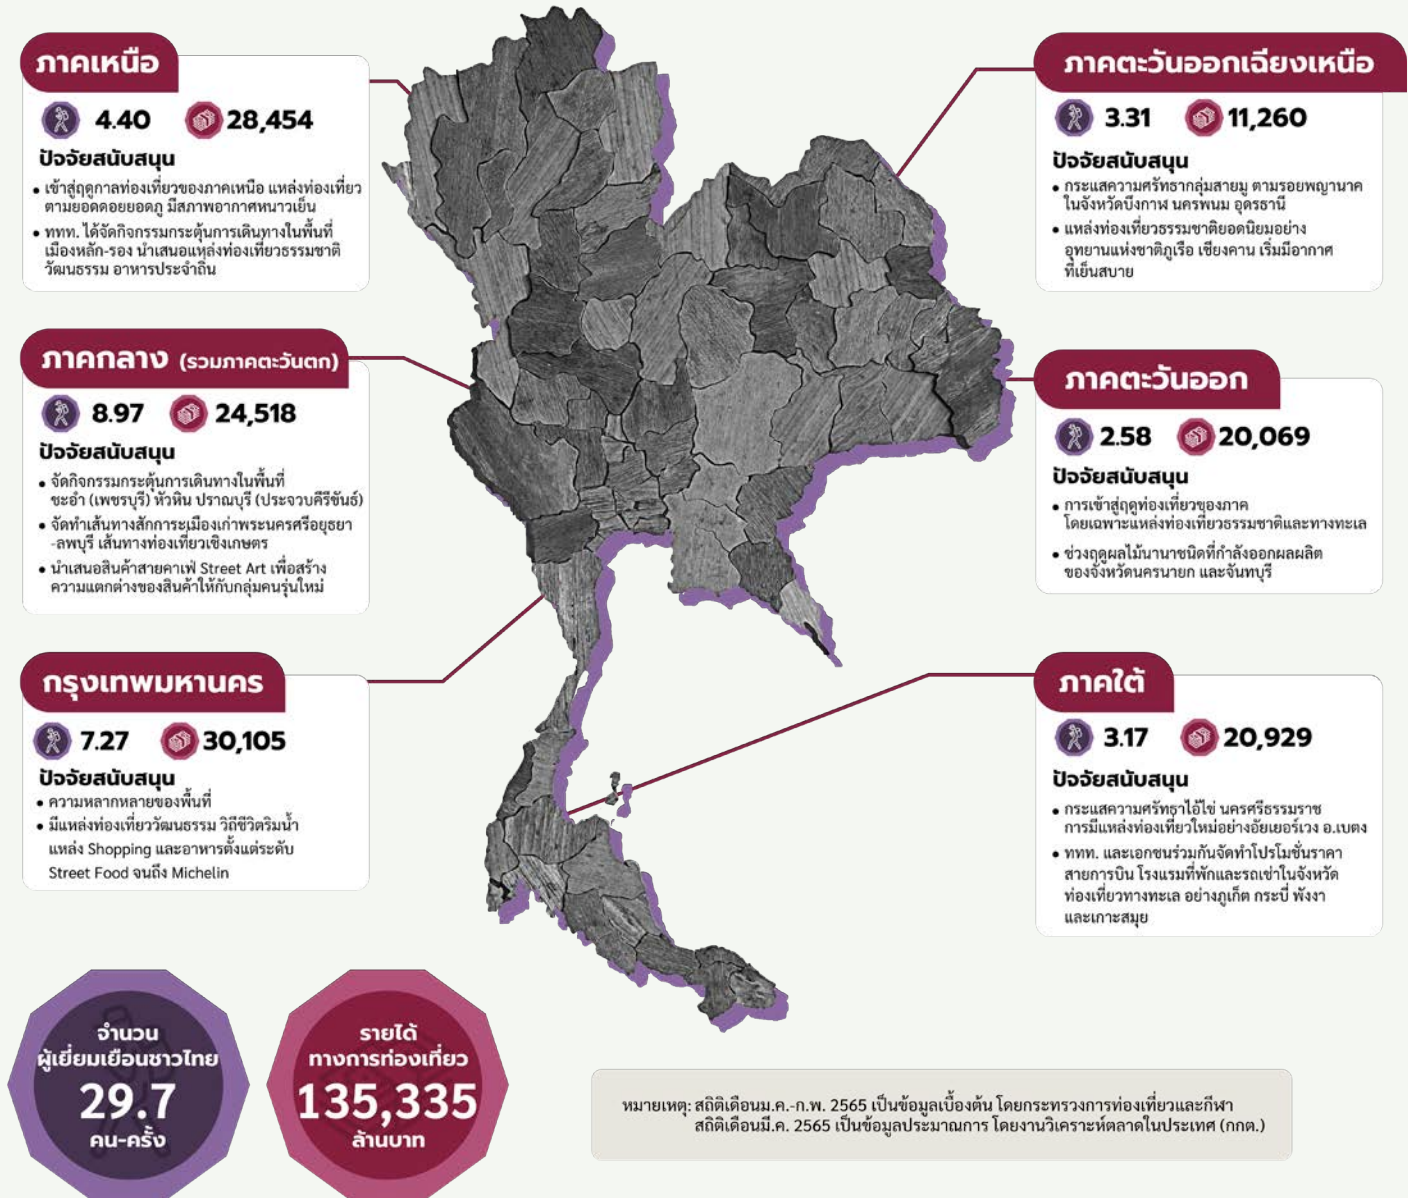 ภาคเหนือ
4.40 28,454
ปัจจัยสนับสนุน
• เข้าสู่ฤดูกาลท่องเที่ยวของภาคเหนือ แหล่งท่องเที่ยว
ตามยอดดอยยอดภู มีสภาพอากาศหนาวเย็น
• ททท. ได้จัดกิจกรรมกระตุ้นการเดินทางในพื้นที่
เมืองหลัก-รอง นำเสนอแหล่งท่องเที่ยวธรรมชาติ
วัฒนธรรม อาหารประจำถิ่น
ภาคกลาง (รวมภาคตะวันตก)
8.97 24,518
ปัจจัยสนับสนุน
• จัดกิจกรรมกระตุ้นการเดินทางในพื้นที่
ชะอำ (เพชรบุรี) หัวหิน ปราณบุรี (ประจวบคีรีขันธ์)
• จัดทำเส้นทางสักการะเมืองเก่าพระนครศรีอยุธยา
-ลพบุรี เส้นทางท่องเที่ยวเชิงเกษตร
• นำเสนอสินค้าสายคาเฟ่ Street Art เพื่อสร้าง
ความแตกต่างของสินค้าให้กับกลุ่มคนรุ่นใหม่
กรุงเทพมหานคร
7.27 30,105
ปัจจัยสนับสนุน
• ความหลากหลายของพื้นที่
• มีแหล่งท่องเที่ยววัฒนธรรม วิถีชีวิตริมน้ำ
แหล่ง Shopping และอาหารตั้งแต่ระดับ
Street Food จนถึง Michelin
ภาคตะวันออกเฉียงเหนือ
3.31 11,260
ปัจจัยสนับสนุน
• กระแสความศรัทธากลุ่มสายมู ตามรอยพญานาค
ในจังหวัดบึงกาฬ นครพนม อุดรธานี
• แหล่งท่องเที่ยวธรรมชาติยอดนิยมอย่าง
อุทยานแห่งชาติภูเรือ เชียงคาน เริ่มมีอากาศ
ที่เย็นสบาย
ภาคตะวันออก
2.58 20,069
ปัจจัยสนับสนุน
• การเข้าสู่ฤดูท่องเที่ยวของภาค
โดยเฉพาะแหล่งท่องเที่ยวธรรมชาติและทางทะเล
• ช่วงฤดูผลไม้นานาชนิดที่กำลังออกผลผลิต
ของจังหวัดนครนายก และจันทบุรี
ภาคใต้
3.17 20,929
ปัจจัยสนับสนุน
• กระแสความศรัทธาไอ้ไข่ นครศรีธรรมราช
การมีแหล่งท่องเที่ยวใหม่อย่างอัยเยอร์เวง อ.เบตง
• ททท. และเอกชนร่วมกันจัดทำโปรโมชั่นราคา
สายการบิน โรงแรมที่พักและรถเช่าในจังหวัด
ท่องเที่ยวทางทะเล อย่างภูเก็ต กระบี่ พังงา
และเกาะสมุย
จำนวน
ผู้เยี่ยมเยือนชาวไทย
29.7
คน-ครั้ง
รายได้
ทางการท่องเที่ยว
135,335
ล้านบาท
หมายเหตุ: สถิติเดือนม.ค.-ก.พ. 2565 เป็นข้อมูลเบื้องต้น โดยกระทรวงการท่องเที่ยวและกีฬา
สถิติเดือนมี.ค. 2565 เป็นข้อมูลประมาณการ โดยงานวิเคราะห์ตลาดในประเทศ (กกต.)